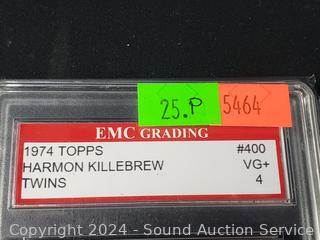 25.P 5464
EMC GRADING
1974 TOPPS #400
HARMON KILLEBREW VG+
TWINS 4
Copyright 2024 - Sound Auction Service